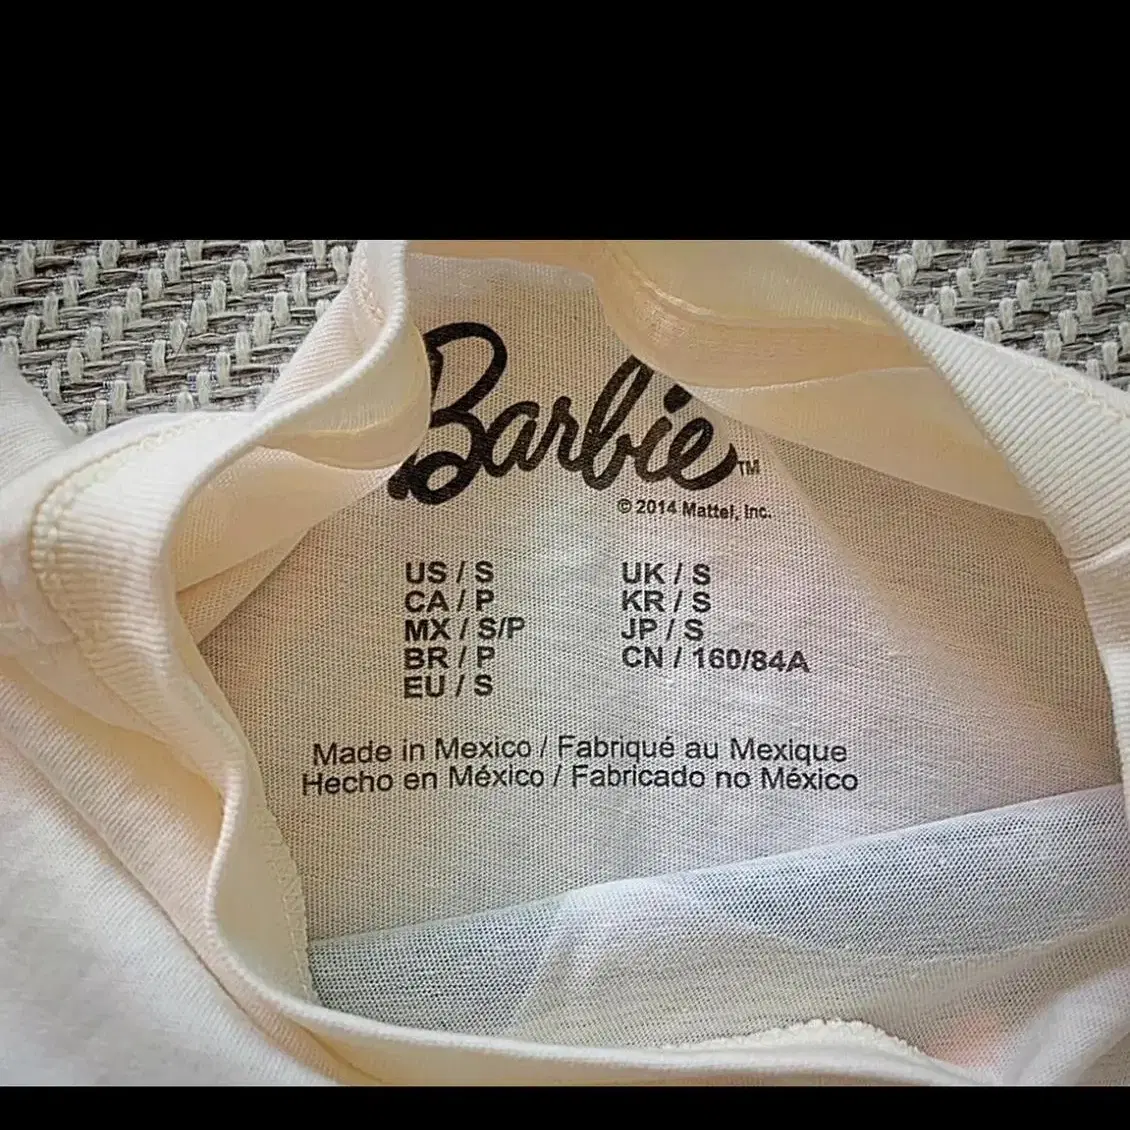 Barbie™
© 2014 Mattel, Inc.
US / S
CA / P
MX / S/P
BR / P
EU / S
UK / S
KR / S
JP / S
CN / 160/84A
Made in Mexico / Fabriqué au Mexique
Hecho en México / Fabricado no México